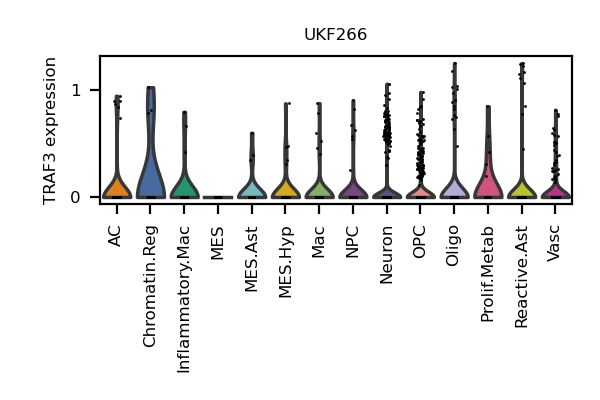 UKF266
TRAF3 expression
1
0
AC
Chromatin.Reg
Inflammatory.Mac
MES
MES.Ast
MES.Hyp
Mac
NPC
Neuron
OPC
Oligo
Prolif.Metab
Reactive.Ast
Vasc